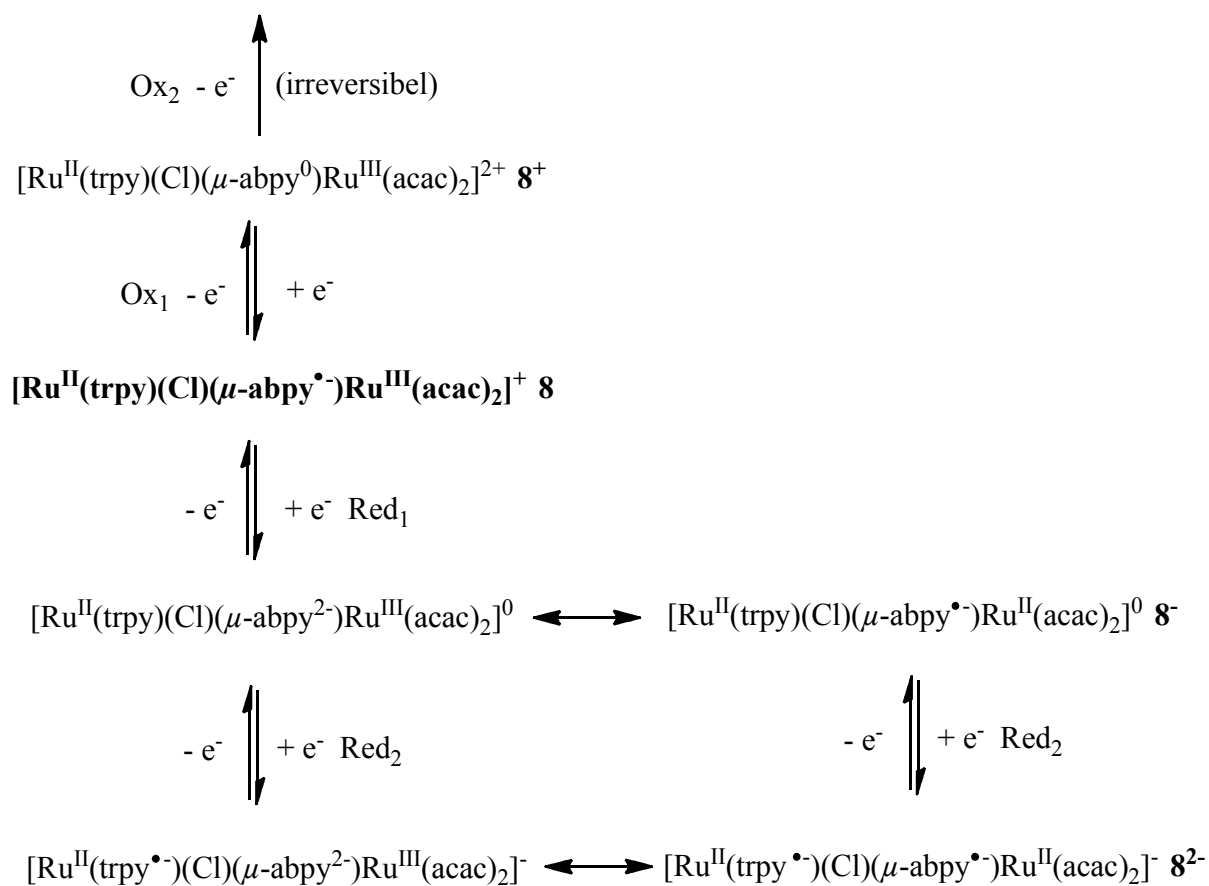 Ox₂ - e⁻ (irreversibel)
[Ruᴵᴵ(trpy)(Cl)(μ-abpy⁰)Ruᴵᴵᴵ(acac)₂]²⁺ 8⁺
Ox₁ - e⁻ + e⁻
[Ruᴵᴵ(trpy)(Cl)(μ-abpy•⁻)Ruᴵᴵᴵ(acac)₂]⁺ 8
- e⁻ + e⁻ Red₁
[Ruᴵᴵ(trpy)(Cl)(μ-abpy²⁻)Ruᴵᴵᴵ(acac)₂]⁰ [Ruᴵᴵ(trpy)(Cl)(μ-abpy•⁻)Ruᴵᴵ(acac)₂]⁰ 8⁻
- e⁻ + e⁻ Red₂ - e⁻ + e⁻ Red₂
[Ruᴵᴵ(trpy•⁻)(Cl)(μ-abpy²⁻)Ruᴵᴵᴵ(acac)₂]⁻ [Ruᴵᴵ(trpy•⁻)(Cl)(μ-abpy•⁻)Ruᴵᴵ(acac)₂]⁻ 8²⁻